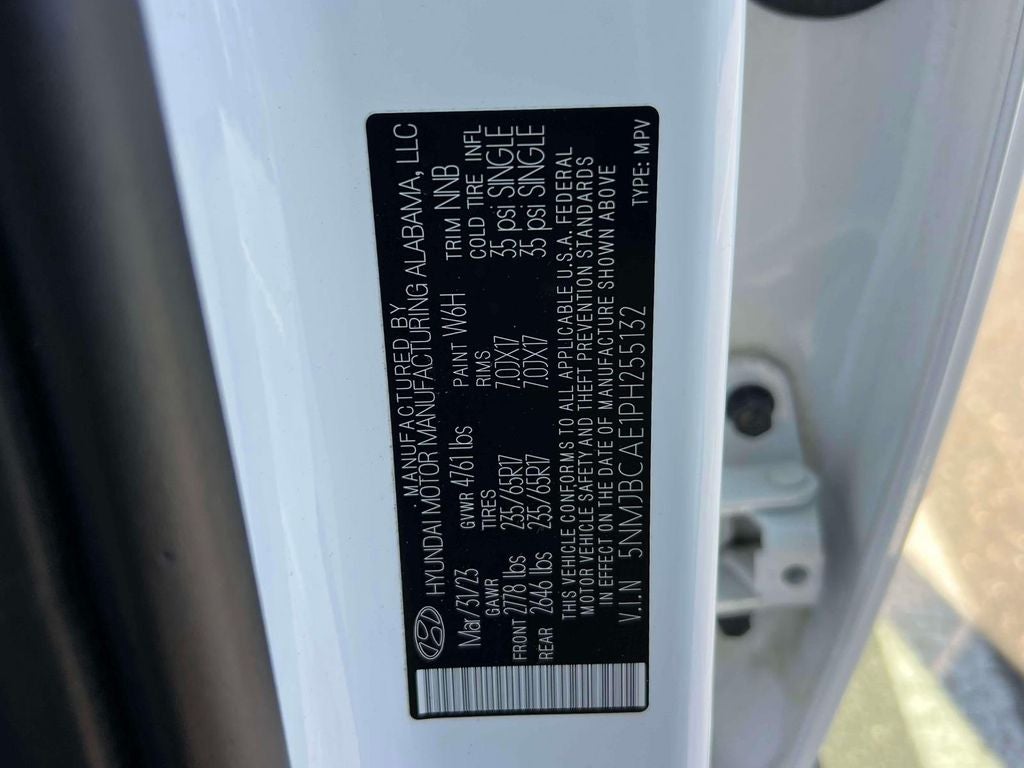 MANUFACTURED BY
HYUNDAI MOTOR MANUFACTURING ALABAMA, LLC
Mar/31/23 GVWR 4761 lbs PAINT W6H TRIM NNB
GAWR TIRES RIMS COLD TIRE INFL
FRONT 2778 lbs 235/65R17 7.0JX17 35 psi SINGLE
REAR 2646 lbs 235/65R17 7.0JX17 35 psi SINGLE
THIS VEHICLE CONFORMS TO ALL APPLICABLE U.S.A. FEDERAL
MOTOR VEHICLE SAFETY AND THEFT PREVENTION STANDARDS
IN EFFECT ON THE DATE OF MANUFACTURE SHOWN ABOVE
V.I.N 5NMJBCAE1PH255132 TYPE: MPV